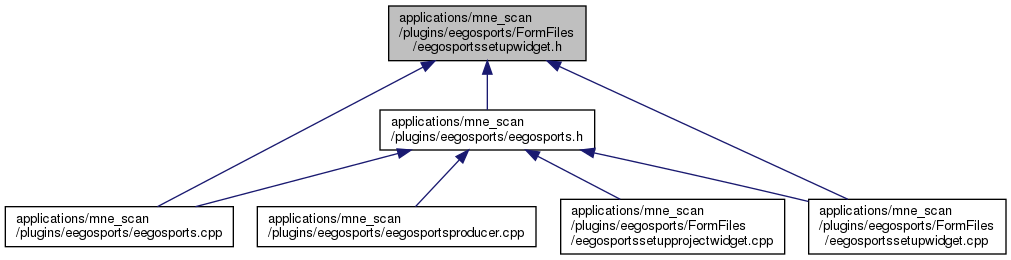 applications/mne_scan
/plugins/eegosports/FormFiles
/eegosportssetupwidget.h
applications/mne_scan
/plugins/eegosports/eegosports.h
applications/mne_scan
/plugins/eegosports/eegosports.cpp
applications/mne_scan
/plugins/eegosports/eegosportsproducer.cpp
applications/mne_scan
/plugins/eegosports/FormFiles
/eegosportssetupprojectwidget.cpp
applications/mne_scan
/plugins/eegosports/FormFiles
/eegosportssetupwidget.cpp